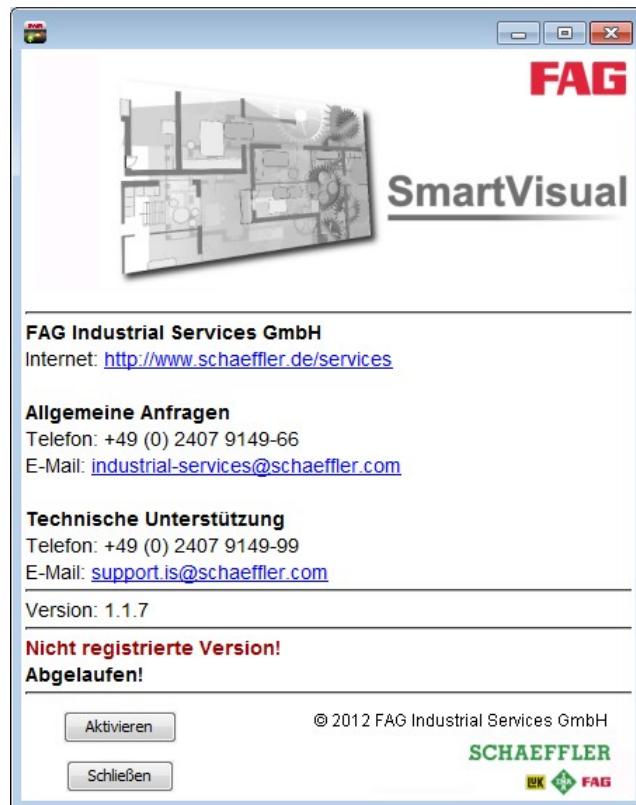 FAG
SmartVisual
FAG Industrial Services GmbH
Internet: http://www.schaeffler.de/services
Allgemeine Anfragen
Telefon: +49 (0) 2407 9149-66
E-Mail: industrial-services@schaeffler.com
Technische Unterstützung
Telefon: +49 (0) 2407 9149-99
E-Mail: support.is@schaeffler.com
Version: 1.1.7
Nicht registrierte Version!
Abgelaufen!
Aktivieren
© 2012 FAG Industrial Services GmbH
Schließen
SCHAEFFLER
LUK INA FAG